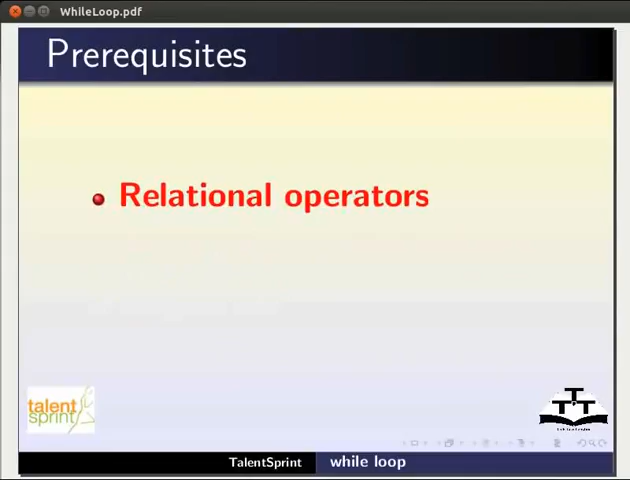 WhileLoop.pdf
Prerequisites
Relational operators
talent
sprint
TalentSprint
while loop